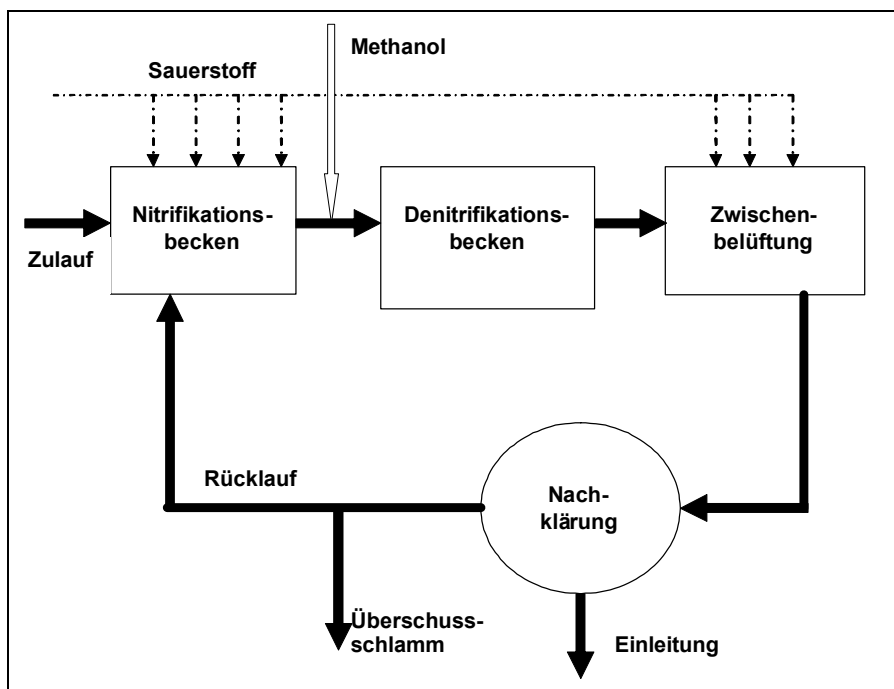 Methanol
Sauerstoff
Nitrifikations-
becken
Denitrifikations-
becken
Zwischen-
belüftung
Zulauf
Rücklauf
Nach-
klärung
Überschuss-
schlamm
Einleitung